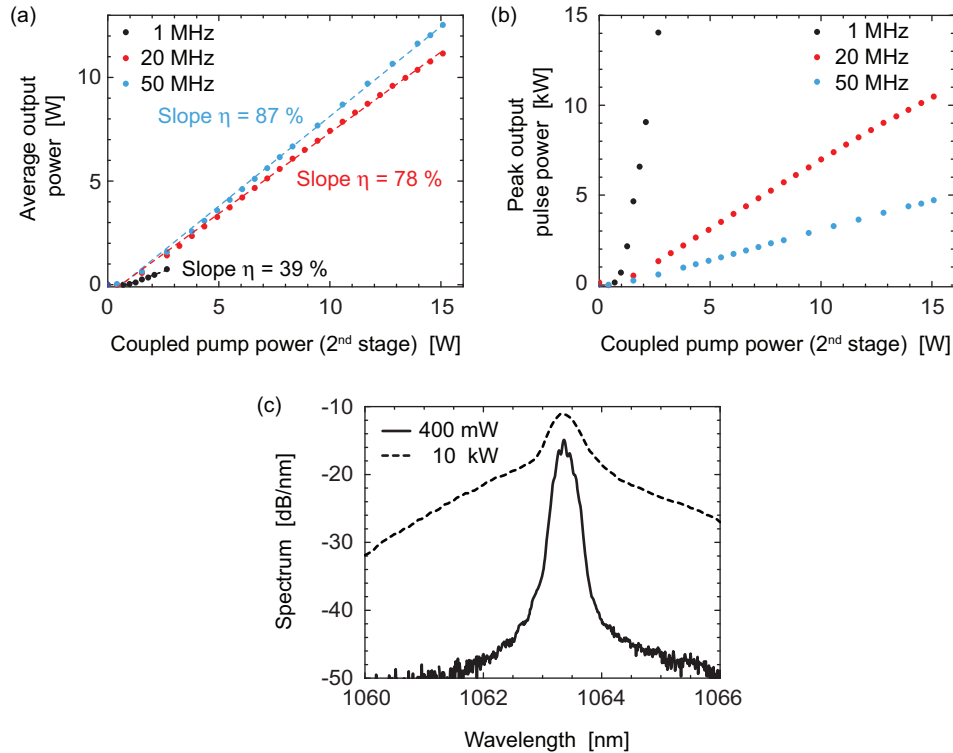 (a)
1 MHz
20 MHz
50 MHz
Slope η = 87 %
Slope η = 78 %
Slope η = 39 %
Average output
power [W]
10
5
0
0
5
10
15
Coupled pump power (2nd stage) [W]
(b)
1 MHz
20 MHz
50 MHz
Peak output
pulse power [kW]
15
10
5
0
0
5
10
15
Coupled pump power (2nd stage) [W]
(c)
400 mW
10 kW
Spectrum [dB/nm]
-10
-20
-30
-40
-50
1060
1062
1064
1066
Wavelength [nm]